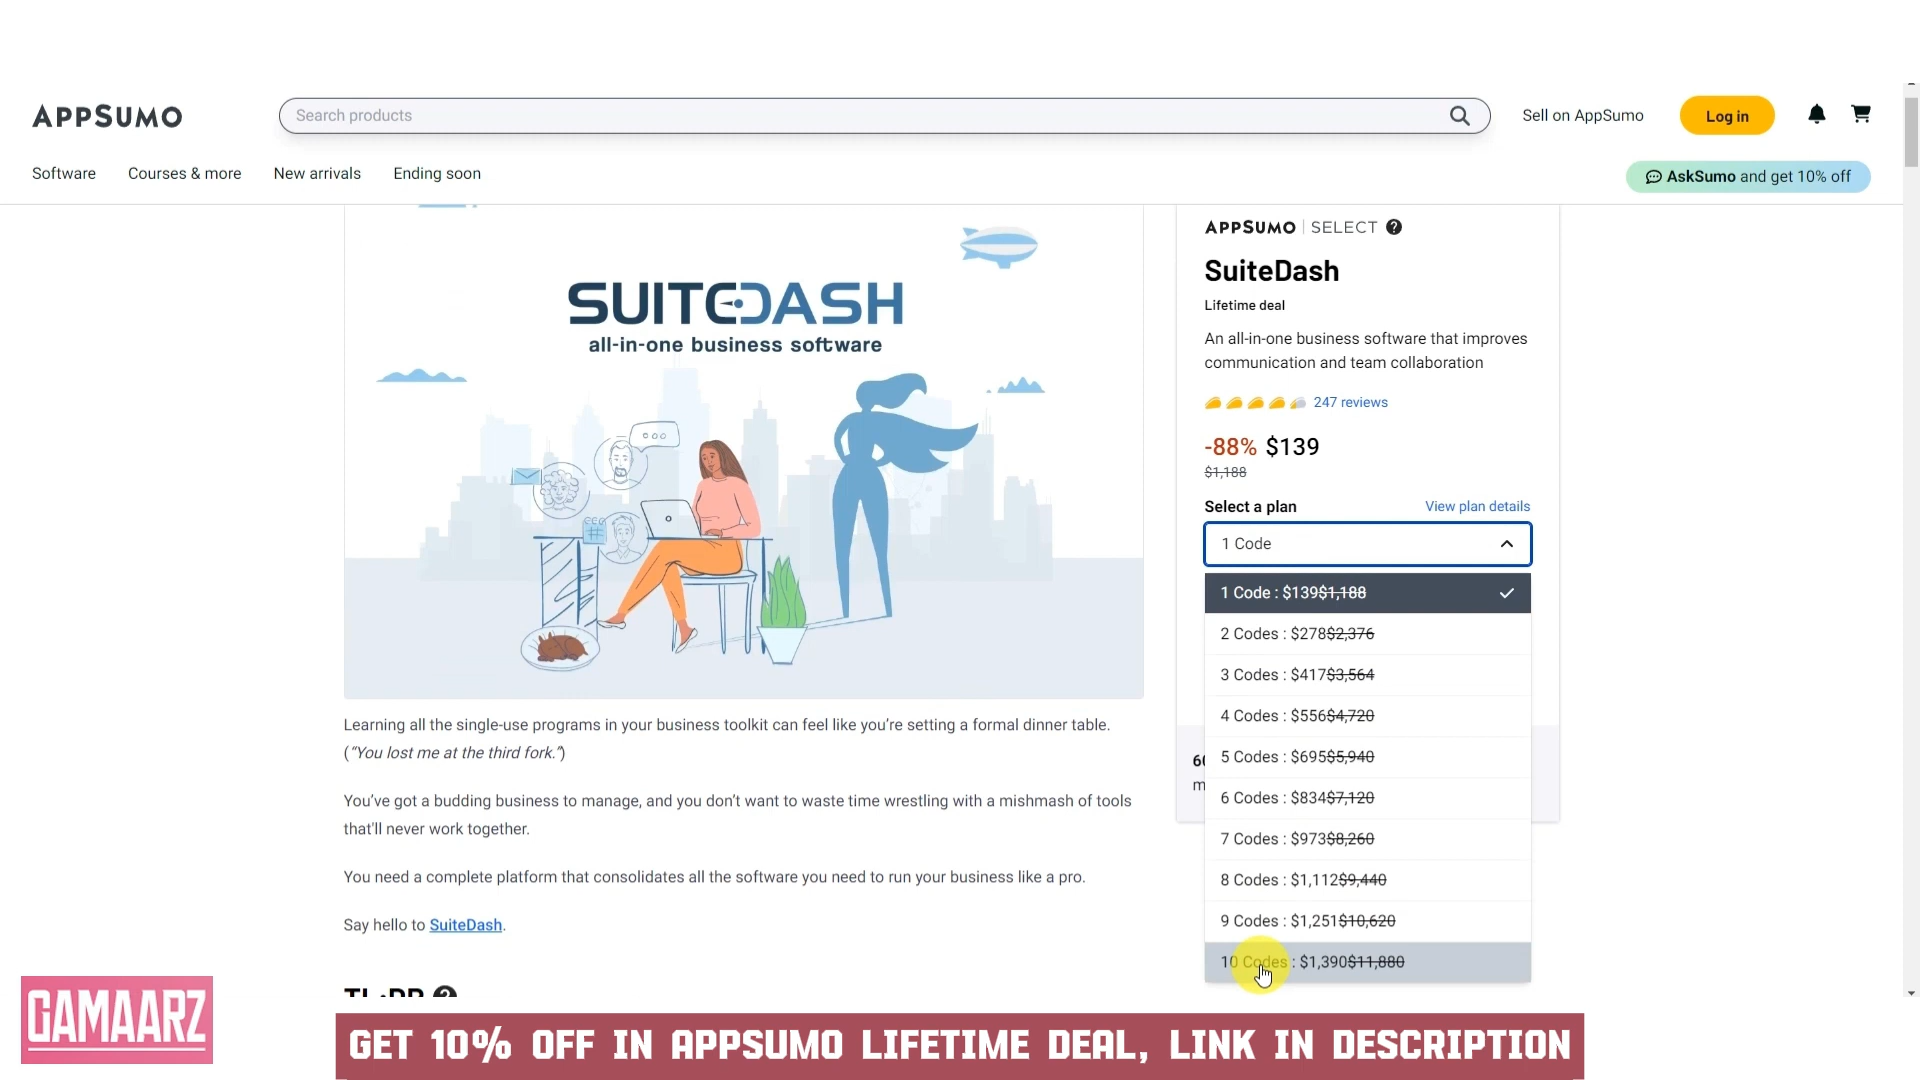 APPSUMO
Search products
Sell on AppSumo
Log in
Software
Courses & more
New arrivals
Ending soon
AskSumo and get 10% off
SUITEDASH
all-in-one business software
Learning all the single-use programs in your business toolkit can feel like you’re setting a formal dinner table.
(“You lost me at the third fork.”)
You’ve got a budding business to manage, and you don’t want to waste time wrestling with a mishmash of tools
that'll never work together.
You need a complete platform that consolidates all the software you need to run your business like a pro.
Say hello to SuiteDash.
APPSUMO | SELECT ?
SuiteDash
Lifetime deal
An all-in-one business software that improves
communication and team collaboration
247 reviews
-88% $139
$1,188
Select a plan
View plan details
1 Code
1 Code : $139$1,188
2 Codes : $278$2,376
3 Codes : $417$3,564
4 Codes : $556$4,720
5 Codes : $695$5,940
6 Codes : $834$7,120
7 Codes : $973$8,260
8 Codes : $1,112$9,440
9 Codes : $1,251$10,620
10 Codes : $1,390$11,880
GAMAARZ
GET 10% OFF IN APPSUMO LIFETIME DEAL, LINK IN DESCRIPTION